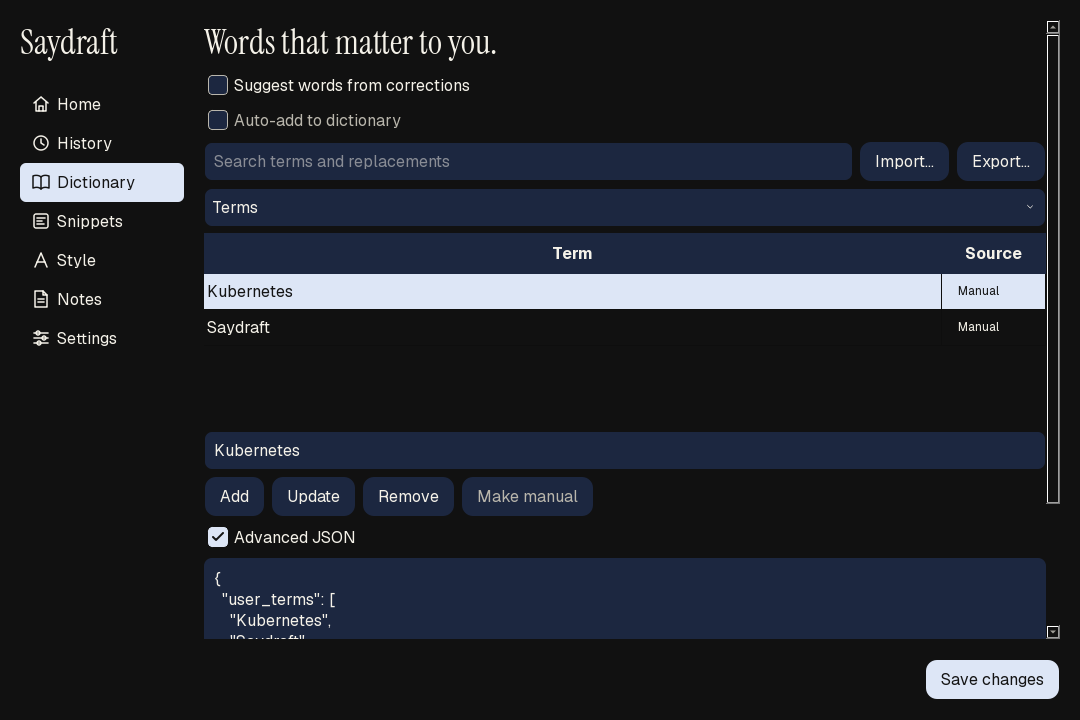 Saydraft
Home
History
Dictionary
Snippets
Style
Notes
Settings
Words that matter to you.
Suggest words from corrections
Auto-add to dictionary
Search terms and replacements
Import...
Export...
Terms
Term Source
Kubernetes Manual
Saydraft Manual
Kubernetes
Add Update Remove Make manual
Advanced JSON
{
"user_terms": [
"Kubernetes",
"Saydraft"
Save changes